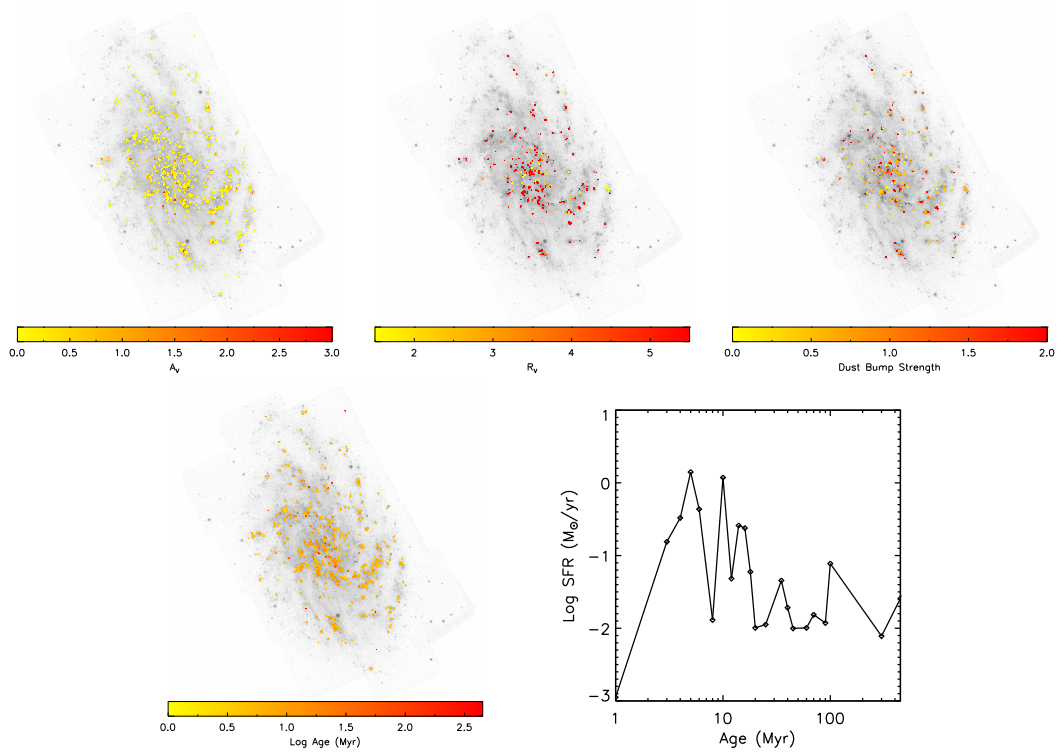 0.0 0.5 1.0 1.5 2.0 2.5 3.0
A_V
2 3 4 5
R_V
0.0 0.5 1.0 1.5 2.0
Dust Bump Strength
0.0 0.5 1.0 1.5 2.0 2.5
Log Age (Myr)
1
0
-1
-2
-3
Log SFR (M☉/yr)
1 10 100
Age (Myr)